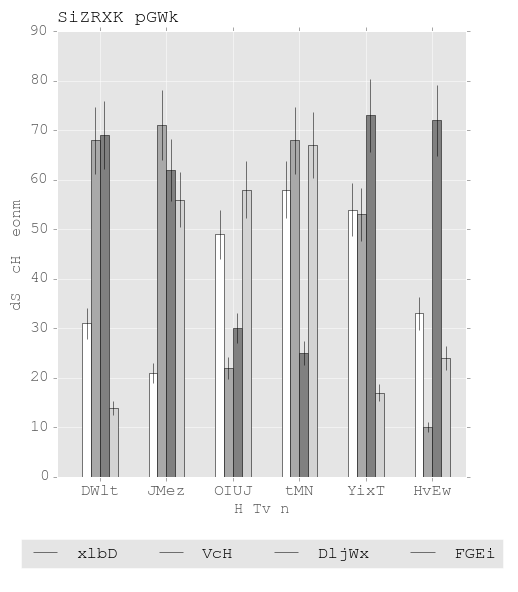 SiZRXK pGWk
90
80
70
60
50
40
30
20
10
0
dS cH eonm
DWlt JMez OIUJ tMN YixT HvEw
H Tv n
xlbD VcH DljWx FGEi